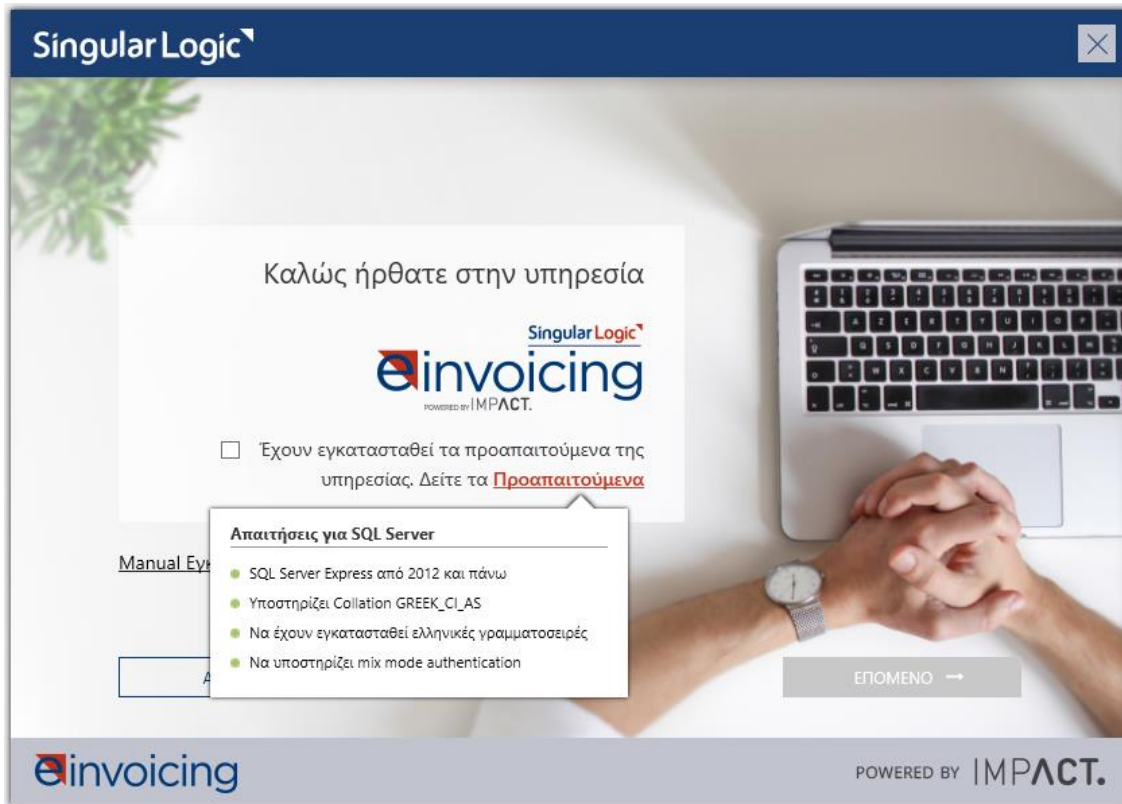 SingularLogic
Καλώς ήρθατε στην υπηρεσία
SingularLogic
einvoicing
POWERED BY IMPACT.
Έχουν εγκατασταθεί τα προαπαιτούμενα της
υπηρεσίας. Δείτε τα Προαπαιτούμενα
Απαιτήσεις για SQL Server
Manual
SQL Server Express από 2012 και πάνω
Υποστηρίζει Collation GREEK_CI_AS
Να έχουν εγκατασταθεί ελληνικές γραμματοσειρές
Να υποστηρίζει mix mode authentication
ΕΠΟΜΕΝΟ →
einvoicing
POWERED BY IMPACT.